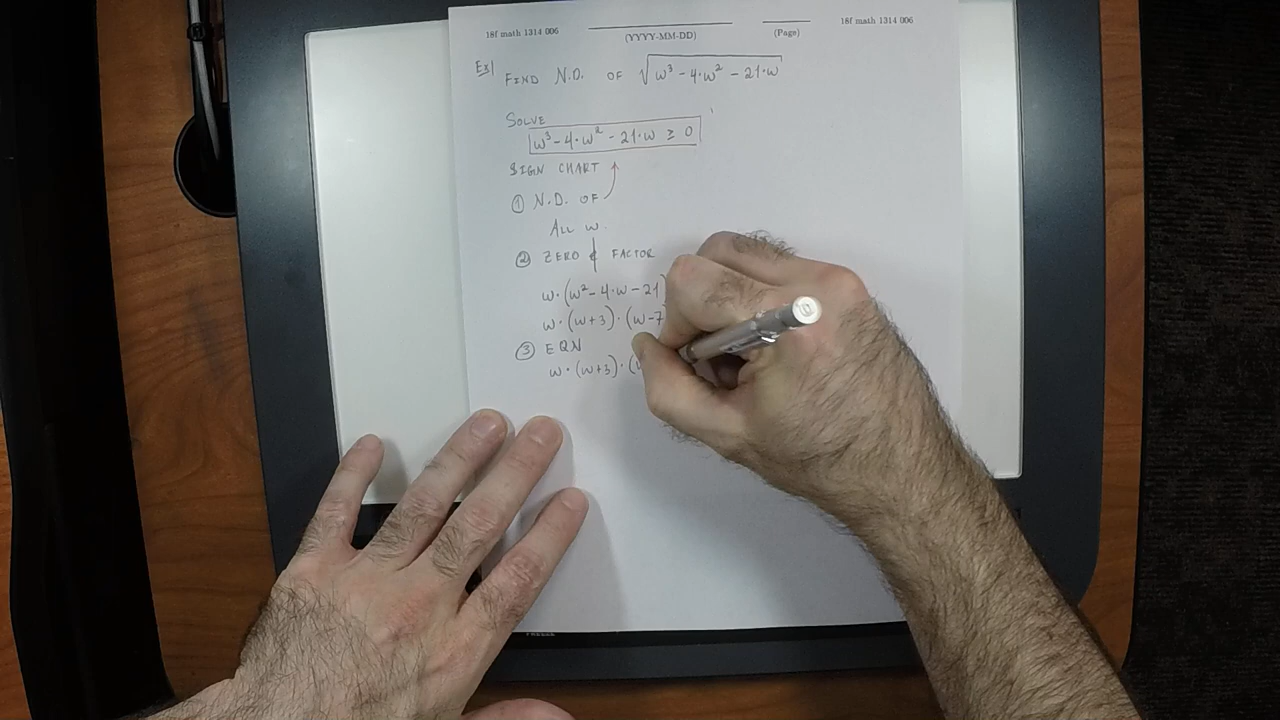 18f math 1314 006 (YYYY-MM-DD) (Page) 18f math 1314 006
Ex1 FIND N.D. OF √(w³ - 4·w² - 21·w)
SOLVE
w³ - 4·w² - 21·w ≥ 0
SIGN CHART
① N.D. OF
ALL w.
② ZERO & FACTOR
w·(w² - 4·w - 21
w·(w+3)·(w-7
③ EQN
w·(w+3)·(